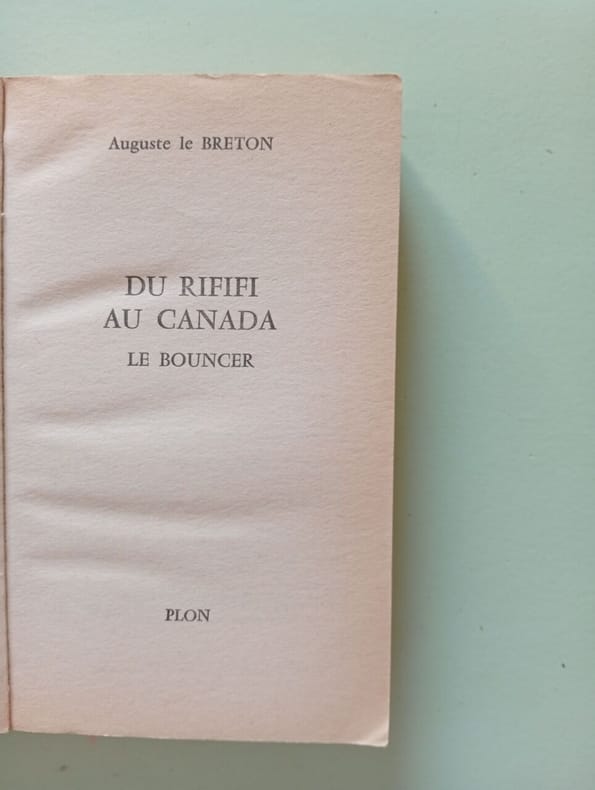 Auguste le BRETON
DU RIFIFI
AU CANADA
LE BOUNCER
PLON